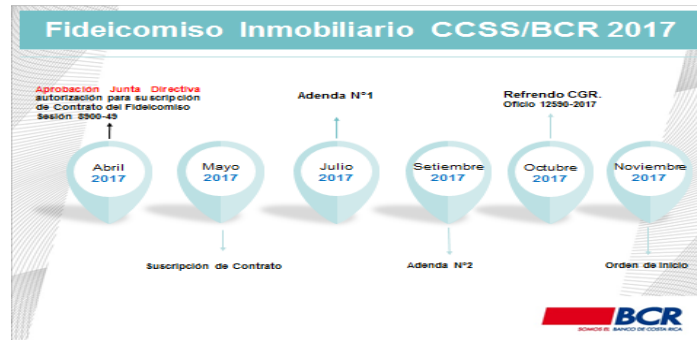 Fideicomiso Inmobiliario CCSS/BCR 2017
Aprobación Junta Directiva
autorización para suscripción
de Contrato del Fideicomiso
Sesión 8900-49
Adenda N°1
Refrendo CGR.
Oficio 12590-2017
Abril
2017
Mayo
2017
Julio
2017
Setiembre
2017
Octubre
2017
Noviembre
2017
Suscripción de Contrato
Adenda N°2
Orden de Inicio
BCR
SOMOS EL BANCO DE COSTA RICA